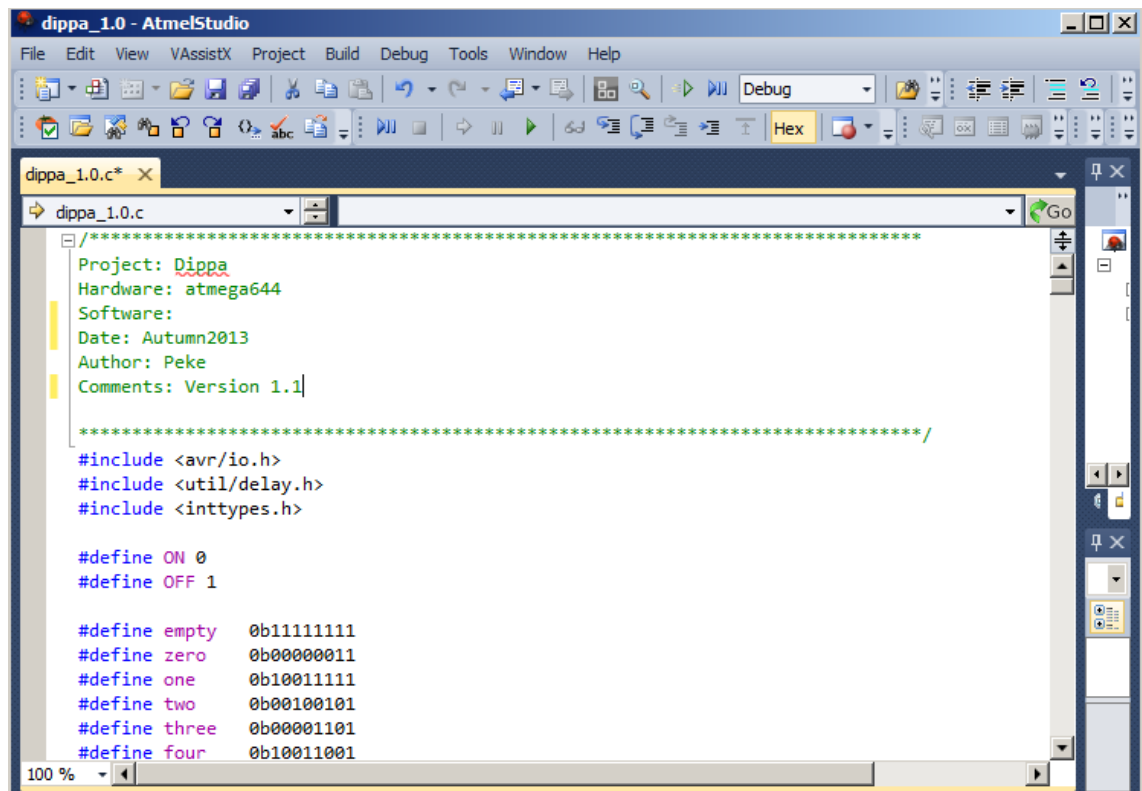 dippa_1.0 - AtmelStudio
File Edit View VAssistX Project Build Debug Tools Window Help
Debug
abc Hex
dippa_1.0.c* X
dippa_1.0.c Go
/******************************************************************************
Project: Dippa
Hardware: atmega644
Software:
Date: Autumn2013
Author: Peke
Comments: Version 1.1
*******************************************************************************/
#include <avr/io.h>
#include <util/delay.h>
#include <inttypes.h>
#define ON 0
#define OFF 1
#define empty 0b11111111
#define zero 0b00000011
#define one 0b10011111
#define two 0b00100101
#define three 0b00001101
#define four 0b10011001
100 %